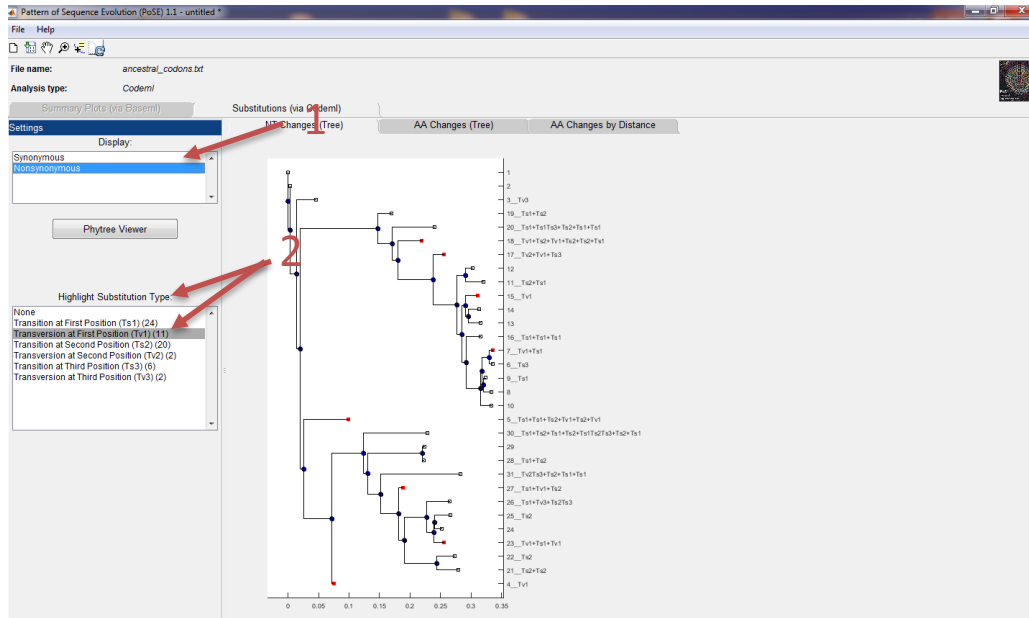 Pattern of Sequence Evolution (PoSE) 1.1 - untitled *
File Help
File name: ancestral_codons.txt
Analysis type: Codeml
Summary Plots (via Baseml) Substitutions (via Codeml)
1
Settings
NT Changes (Tree) AA Changes (Tree) AA Changes by Distance
Display:
Synonymous
Nonsynonymous
Phytree Viewer
2
Highlight Substitution Type:
None
Transition at First Position (Ts1) (24)
Transversion at First Position (Tv1) (11)
Transition at Second Position (Ts2) (20)
Transversion at Second Position (Tv2) (2)
Transition at Third Position (Ts3) (6)
Transversion at Third Position (Tv3) (2)
1
2
3__Tv3
19__Ts1+Ts2
20__Ts1+Ts1Ts3+Ts2+Ts1+Ts1
18__Tv1+Ts2+Tv1+Ts2+Ts2+Ts1
17__Tv2+Tv1+Ts3
12
11__Ts2+Ts1
15__Tv1
14
13
16__Ts1+Ts1+Ts1
7__Tv1+Ts1
6__Ts3
9__Ts1
8
10
5__Ts1+Ts1+Ts2+Tv1+Ts2+Tv1
30__Ts1+Ts2+Ts1+Ts2+Ts1Ts2Ts3+Ts2+Ts1
29
28__Ts1+Ts2
31__Tv2Ts3+Ts2+Ts1+Ts1
27__Ts1+Tv1+Ts2
26__Ts1+Tv3+Ts2Ts3
25__Ts2
24
23__Tv1+Ts1+Tv1
22__Ts2
21__Ts2+Ts2
4__Tv1
0 0.05 0.1 0.15 0.2 0.25 0.3 0.35